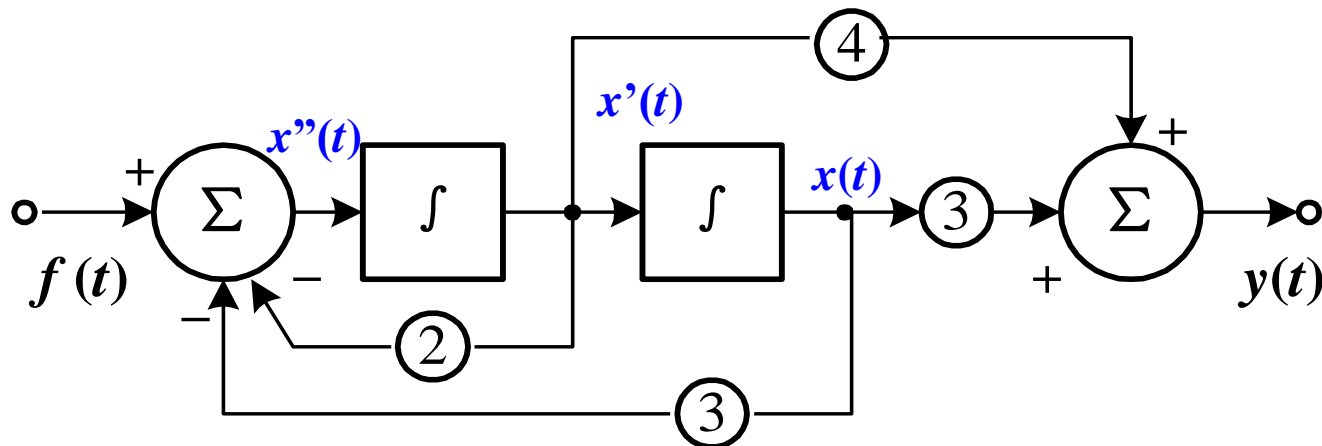 4
x”(t)
x’(t)
+
+
Σ
∫
∫
x(t)
3
Σ
f (t)
−
+
y(t)
−
2
3